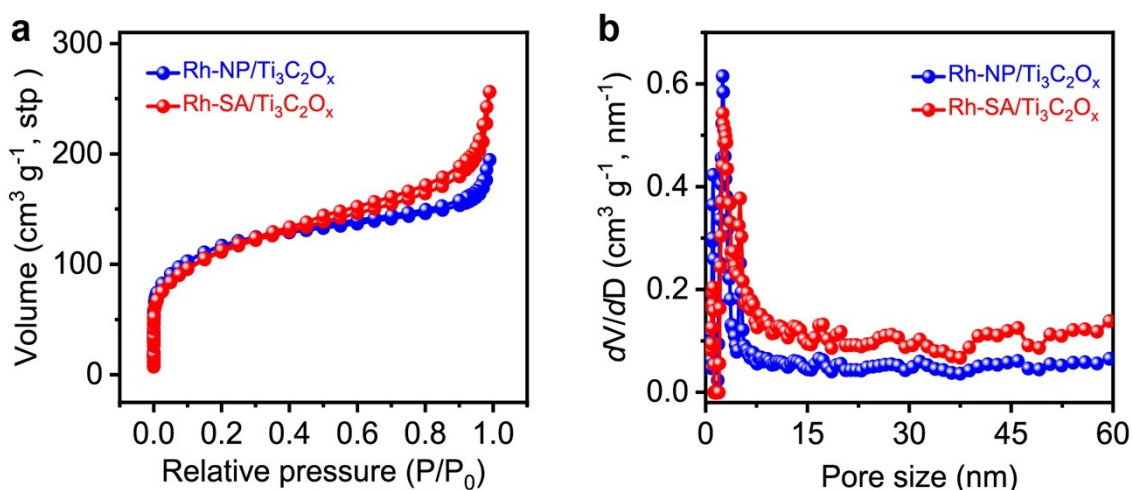 a
300
200
100
0
Volume (cm³ g⁻¹, stp )
Rh-NP/Ti₃C₂Oₓ
Rh-SA/Ti₃C₂Oₓ
0.0 0.2 0.4 0.6 0.8 1.0
Relative pressure (P/P₀)
b
0.6
0.4
0.2
0.0
dV/dD (cm³ g⁻¹, nm⁻¹)
Rh-NP/Ti₃C₂Oₓ
Rh-SA/Ti₃C₂Oₓ
0 15 30 45 60
Pore size (nm)